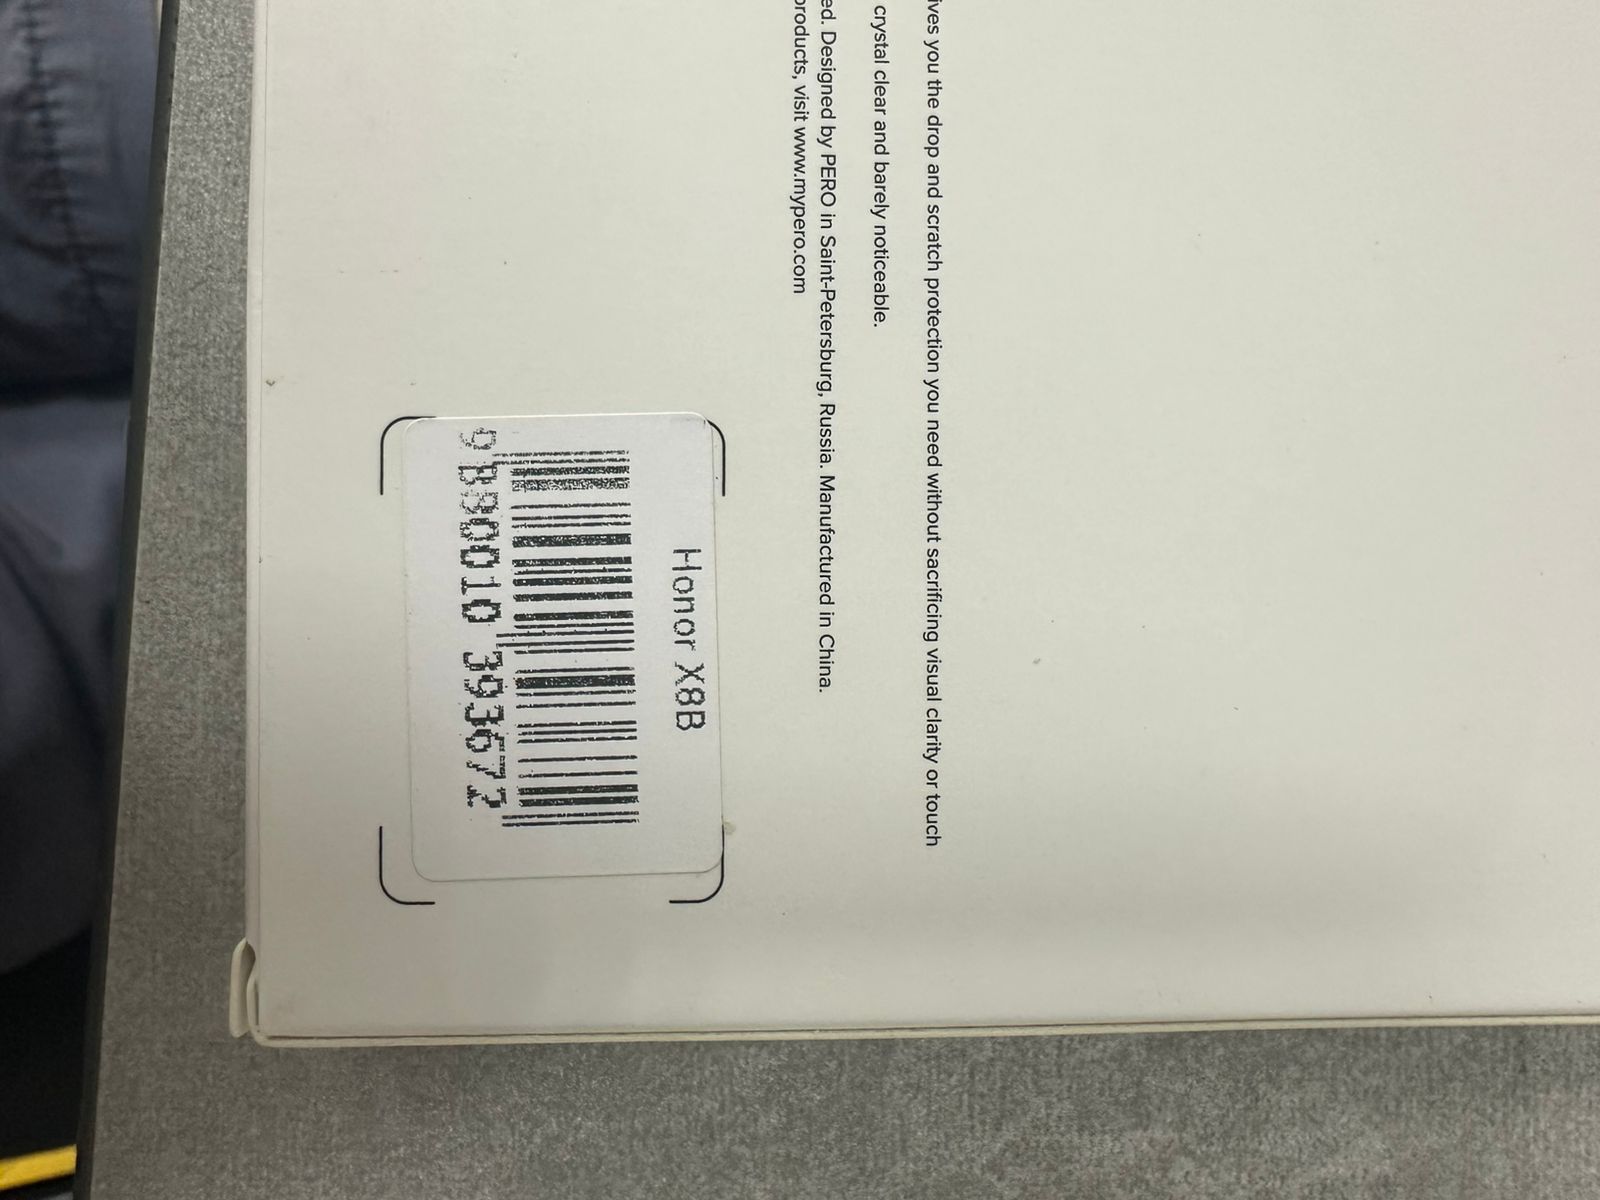 ives you the drop and scratch protection you need without sacrificing visual clarity or touch
crystal clear and barely noticeable.
ed. Designed by PERO in Saint-Petersburg, Russia. Manufactured in China.
products, visit www.mypero.com
Honor X8B
9 880010 393672